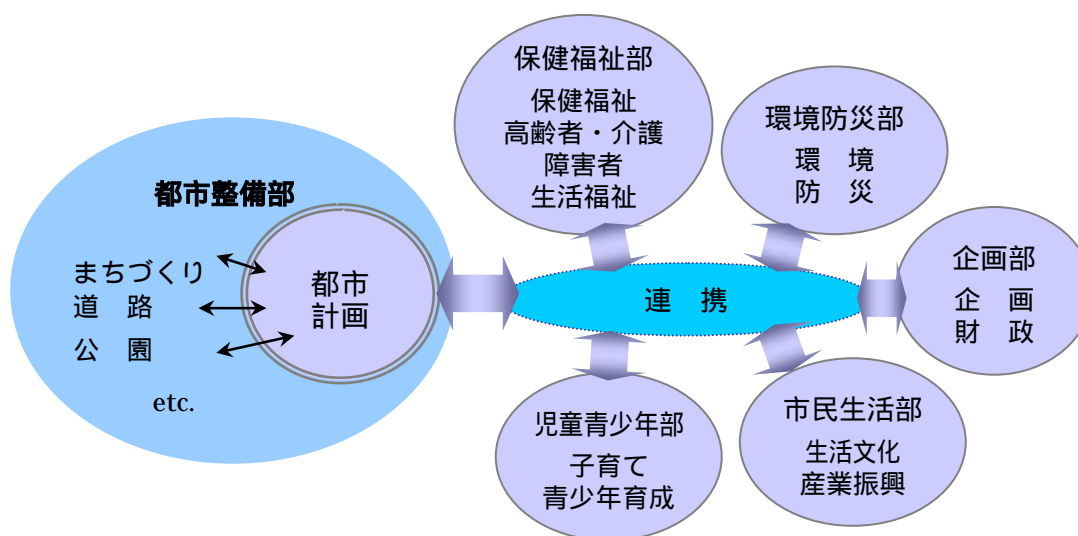 都市整備部
まちづくり
道　路
公　園
etc.
都市
計画
連　携
保健福祉部
保健福祉
高齢者・介護
障害者
生活福祉
環境防災部
環　境
防　災
企画部
企　画
財　政
市民生活部
生活文化
産業振興
児童青少年部
子育て
青少年育成